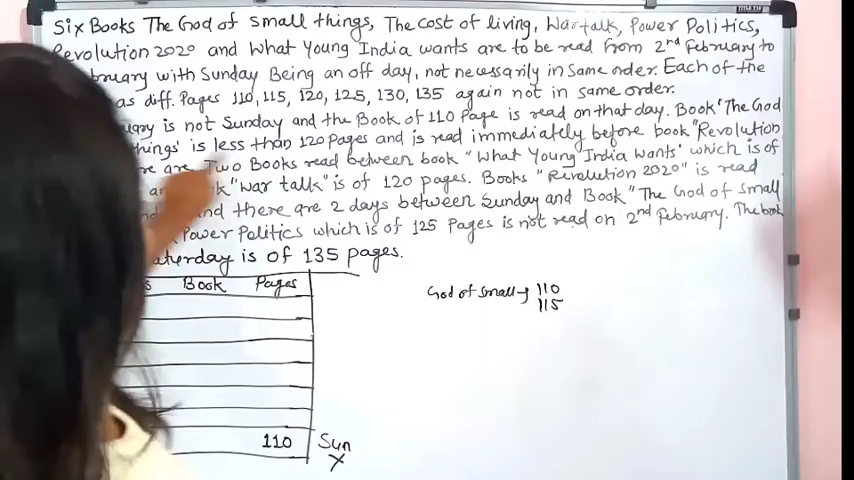 Six Books The God of small things, The cost of living, War talk, Power Politics,
Revolution 2020 and What Young India wants are to be read from 2nd february to
bruary with Sunday Being an off day, not necessarily in Same order. Each of the
as diff. Pages 110, 115, 120, 125, 130, 135 again not in same order.
uary is not Sunday and the Book of 110 Page is read on that day. Book 'The God
things' is less than 120 Pages and is read immediately before book "Revolution
re are Two Books read between book "What Young India Wants" which is of
an "War talk" is of 120 pages. Books "Revolution 2020" is read
and there are 2 days between Sunday and Book "The God of small
Power Politics which is of 125 Pages is not read on 2nd february. The book
aturday is of 135 pages.
s Book Pages
God of small → 110
115
110 Sun
X